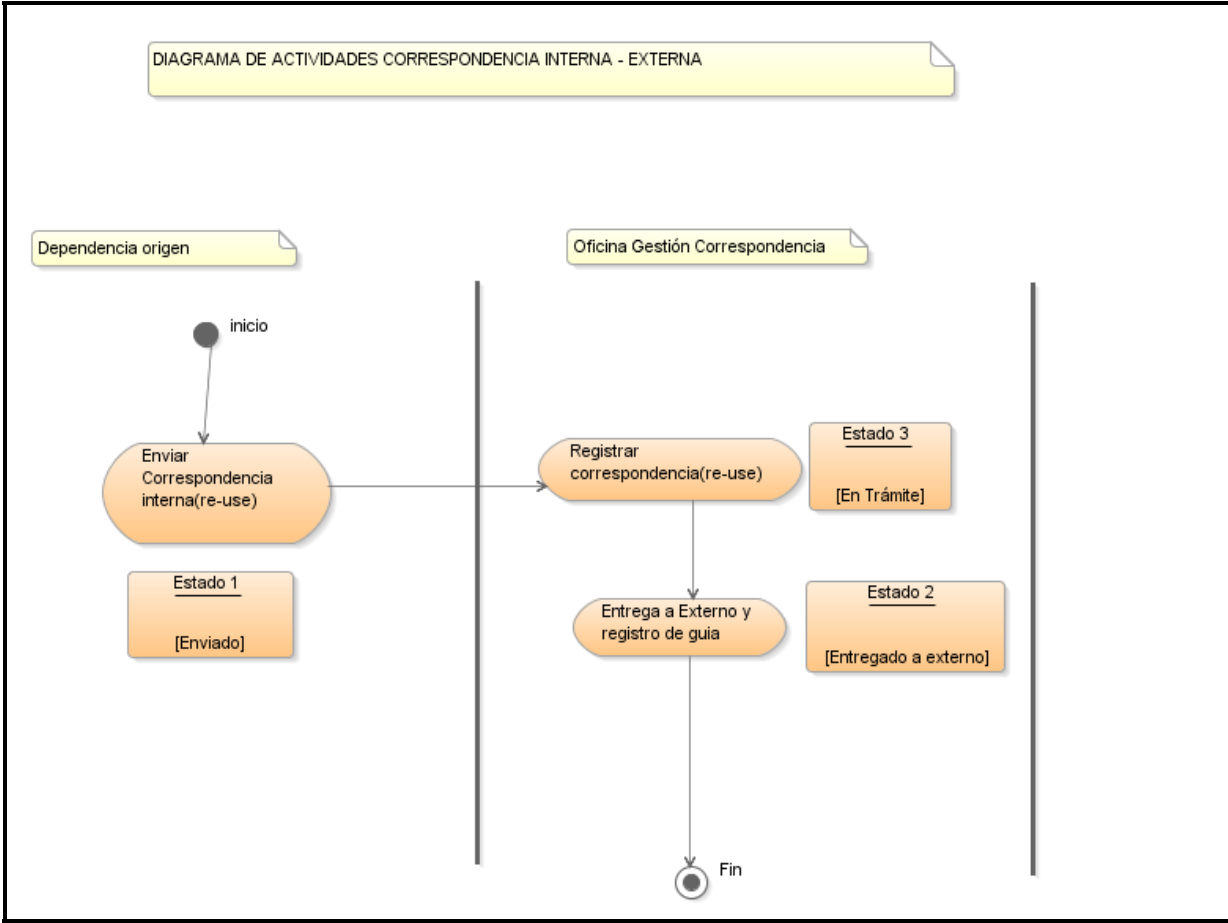 DIAGRAMA DE ACTIVIDADES CORRESPONDENCIA INTERNA - EXTERNA
Dependencia origen
Oficina Gestión Correspondencia
inicio
Enviar
Correspondencia
interna(re-use)
Estado 1
[Enviado]
Registrar
correspondencia(re-use)
Estado 3
[En Trámite]
Entrega a Externo y
registro de guia
Estado 2
[Entregado a externo]
Fin